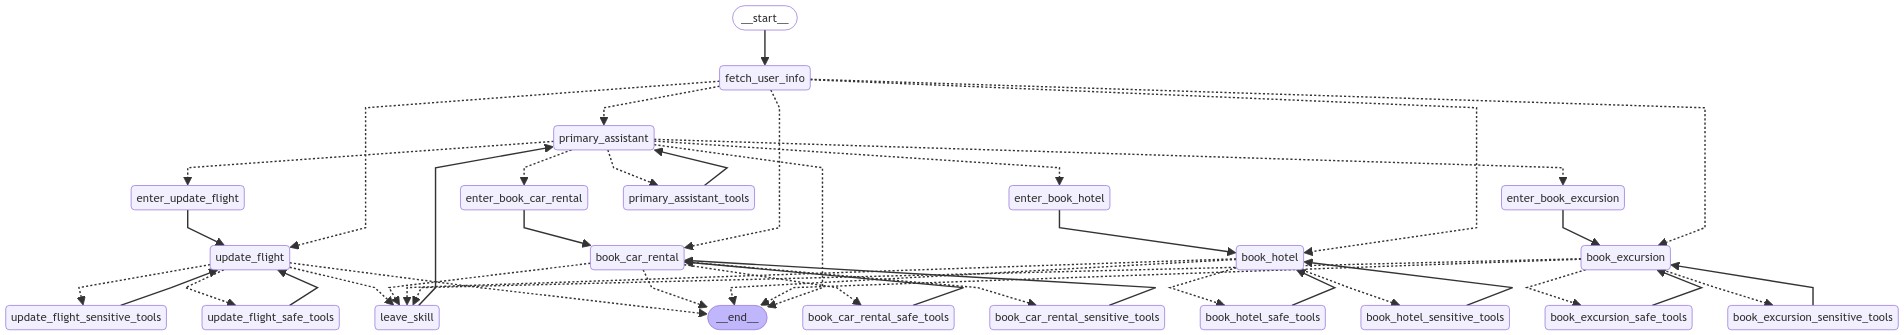 __start__
fetch_user_info
primary_assistant
enter_update_flight
enter_book_car_rental
primary_assistant_tools
enter_book_hotel
enter_book_excursion
update_flight
book_car_rental
book_hotel
book_excursion
update_flight_sensitive_tools
update_flight_safe_tools
leave_skill
__end__
book_car_rental_safe_tools
book_car_rental_sensitive_tools
book_hotel_safe_tools
book_hotel_sensitive_tools
book_excursion_safe_tools
book_excursion_sensitive_tools